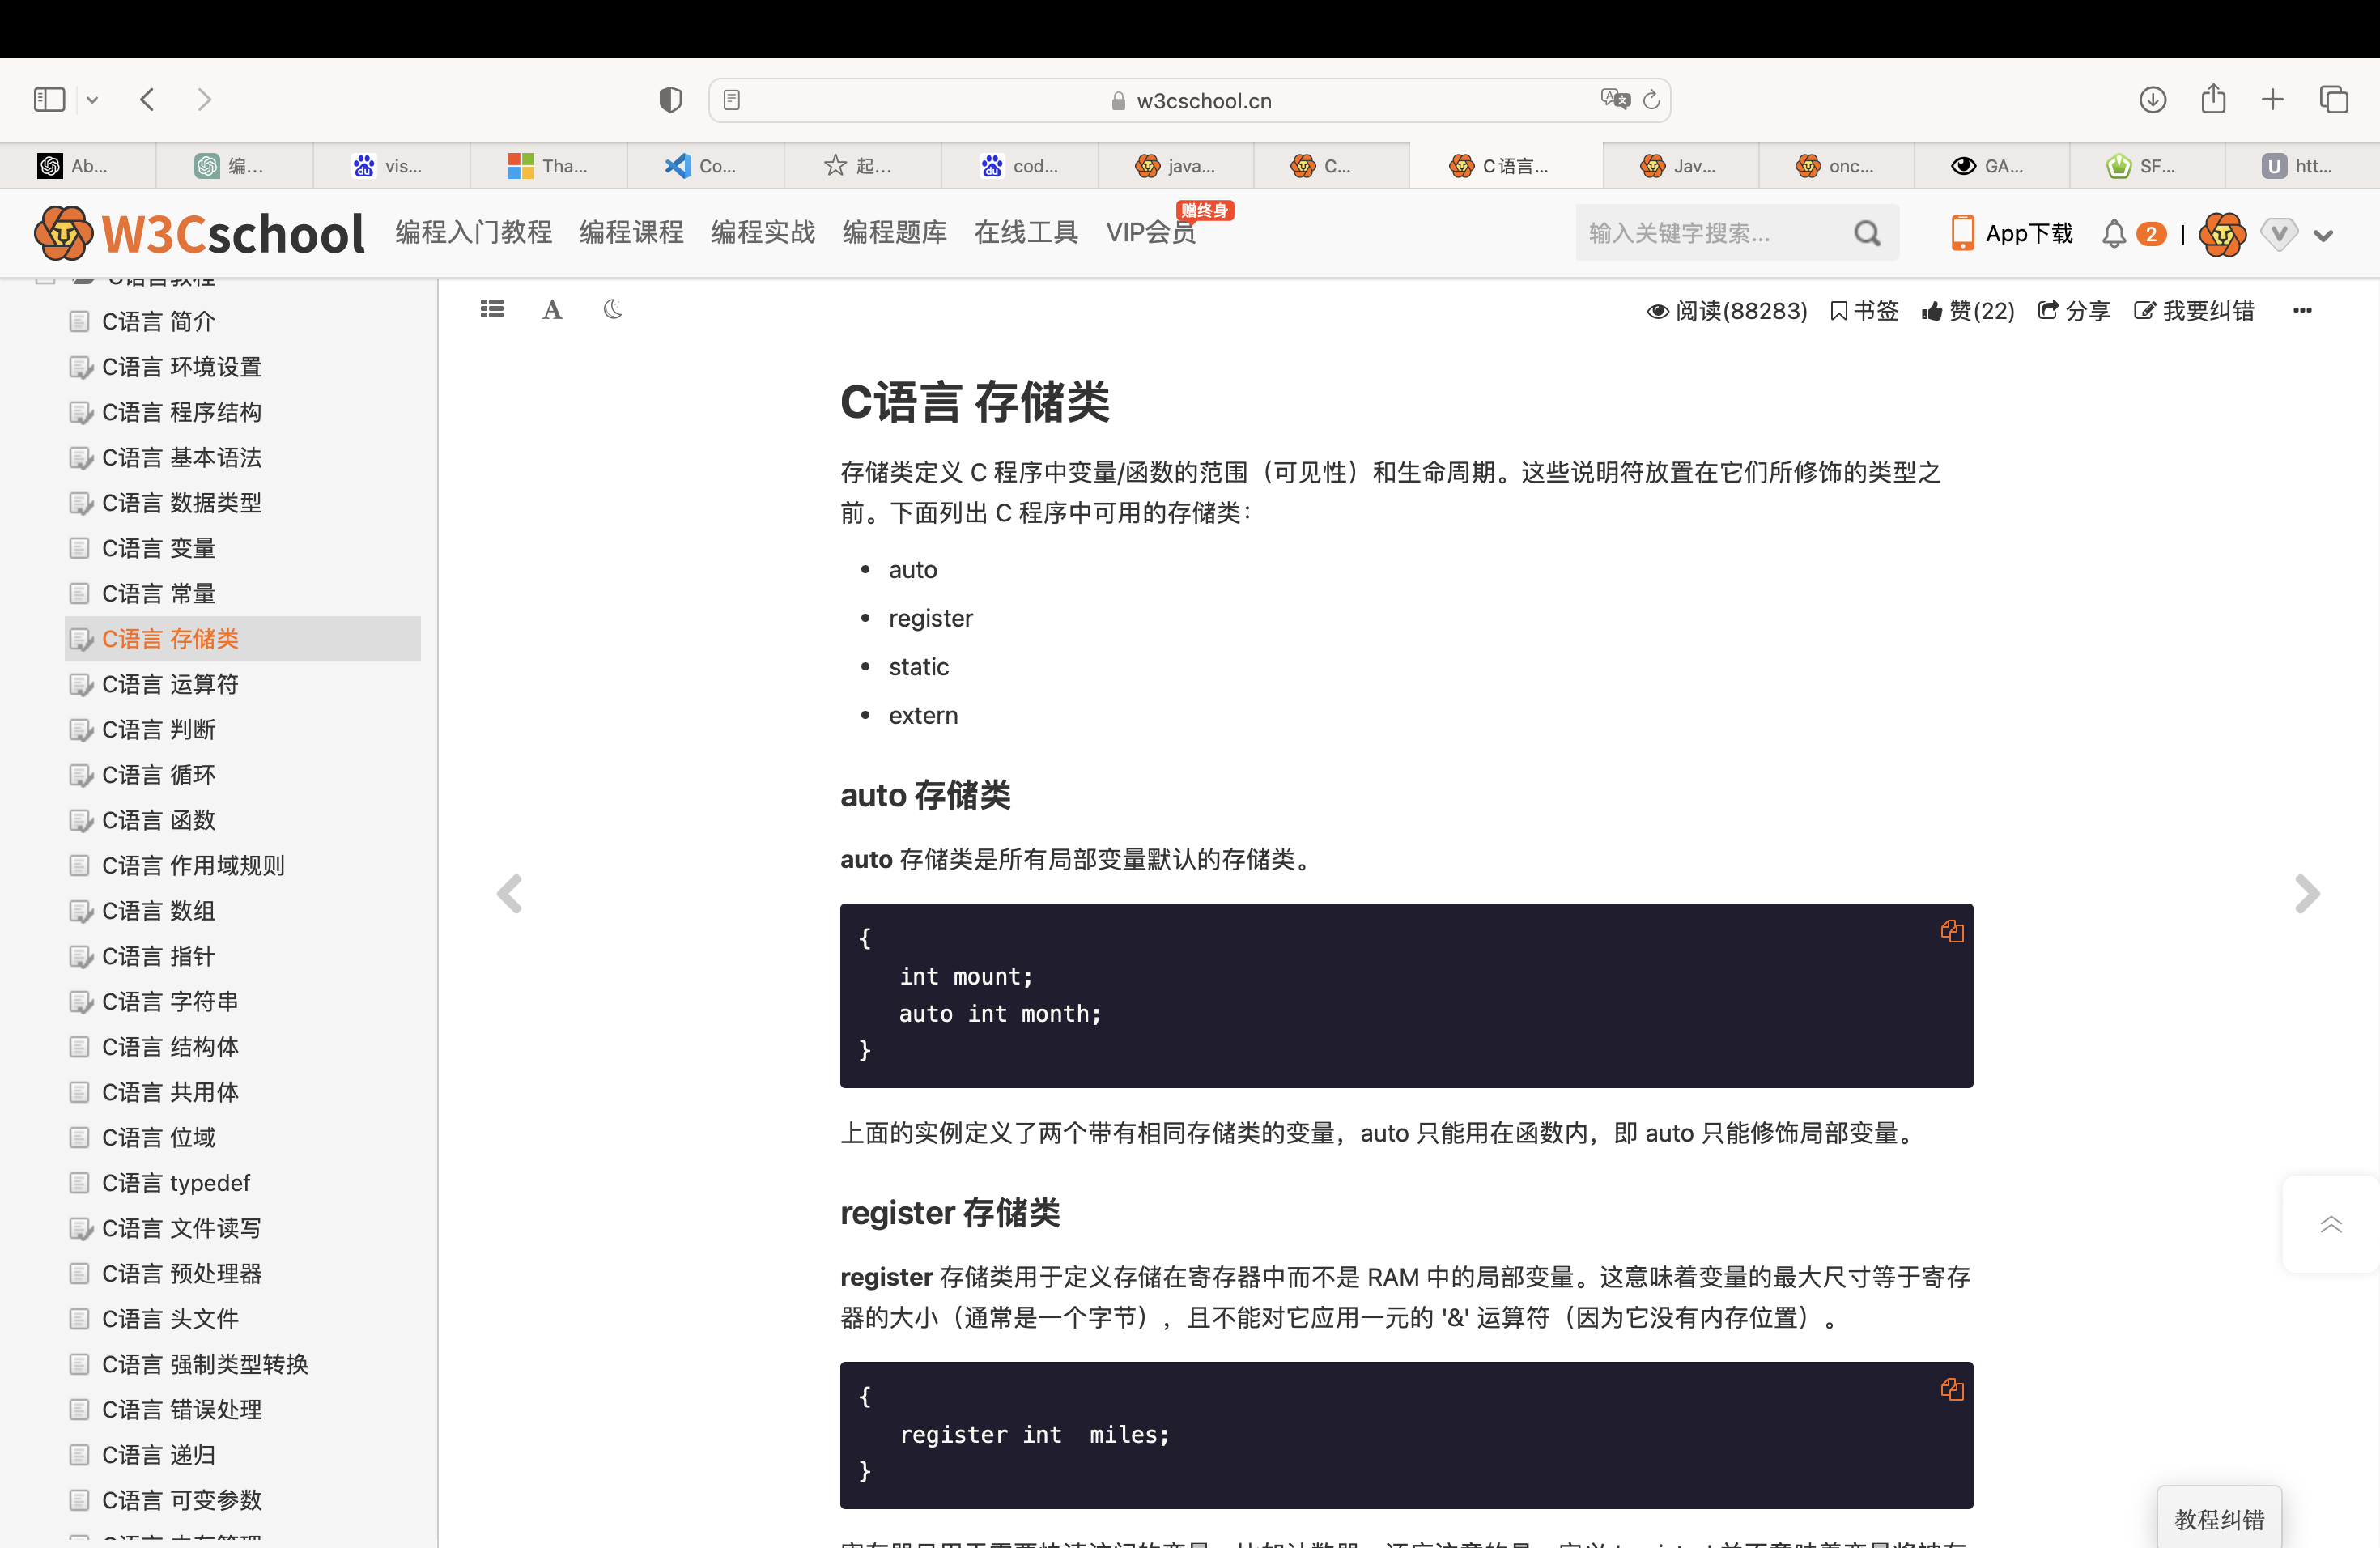 w3cschool.cn
Ab...
编...
vis...
Tha...
Co...
起...
cod...
java...
C...
C语言...
Jav...
onc...
GA...
SF...
U
htt...
W3Cschool
编程入门教程
编程课程
编程实战
编程题库
在线工具
VIP会员
赠终身
输入关键字搜索...
App下载
2
V
C语言教程
C语言 简介
C语言 环境设置
C语言 程序结构
C语言 基本语法
C语言 数据类型
C语言 变量
C语言 常量
C语言 存储类
C语言 运算符
C语言 判断
C语言 循环
C语言 函数
C语言 作用域规则
C语言 数组
C语言 指针
C语言 字符串
C语言 结构体
C语言 共用体
C语言 位域
C语言 typedef
C语言 文件读写
C语言 预处理器
C语言 头文件
C语言 强制类型转换
C语言 错误处理
C语言 递归
C语言 可变参数
A
阅读(88283)
书签
赞(22)
分享
我要纠错
C语言 存储类
存储类定义 C 程序中变量/函数的范围（可见性）和生命周期。这些说明符放置在它们所修饰的类型之
前。下面列出 C 程序中可用的存储类：
• auto
• register
• static
• extern
auto 存储类
auto 存储类是所有局部变量默认的存储类。
{
int mount;
auto int month;
}
上面的实例定义了两个带有相同存储类的变量，auto 只能用在函数内，即 auto 只能修饰局部变量。
register 存储类
register 存储类用于定义存储在寄存器中而不是 RAM 中的局部变量。这意味着变量的最大尺寸等于寄存
器的大小（通常是一个字节），且不能对它应用一元的 '&' 运算符（因为它没有内存位置）。
{
register int  miles;
}
教程纠错